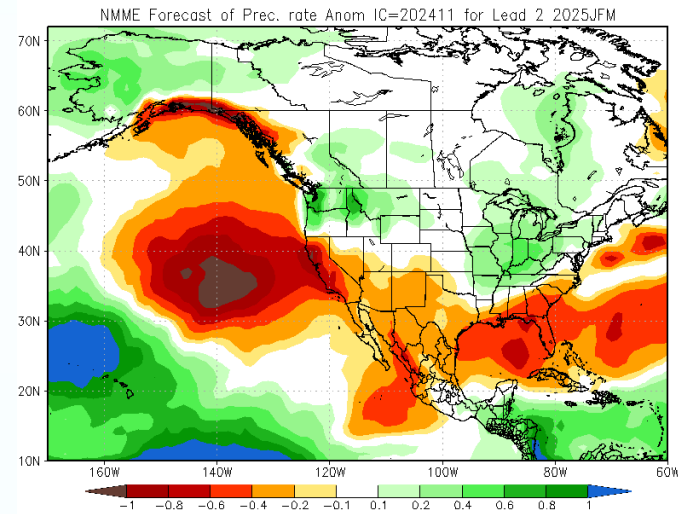 NMME Forecast of Prec. rate Anom IC=202411 for Lead 2 2025JFM
70N
60N
50N
40N
30N
20N
10N
160W 140W 120W 100W 80W 60W
-1 -0.8 -0.6 -0.4 -0.2 -0.1 0.1 0.2 0.4 0.6 0.8 1